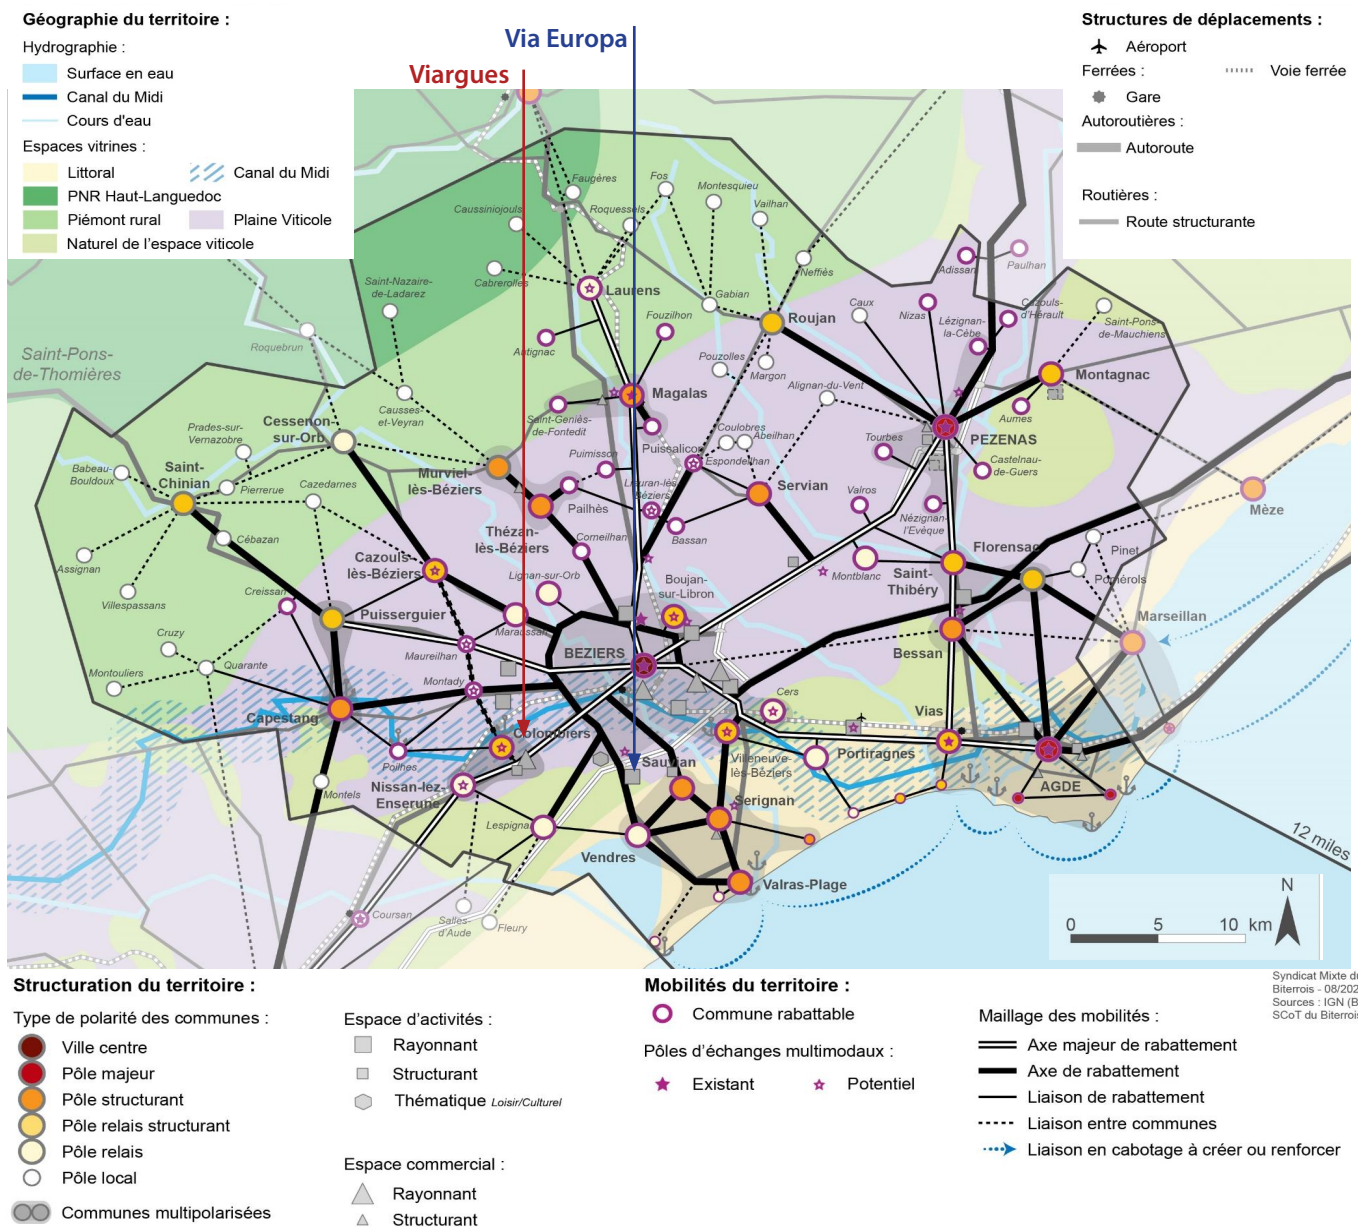 Géographie du territoire :
Hydrographie :
Surface en eau
Canal du Midi
Cours d'eau
Espaces vitrines :
Littoral
Canal du Midi
PNR Haut-Languedoc
Piémont rural
Plaine Viticole
Naturel de l'espace viticole
Via Europa
Viargues
Structures de déplacements :
Aéroport
Ferrées :
Voie ferrée
Gare
Autoroutières :
Autoroute
Routières :
Route structurante
Faugères
Fos
Montesquieu
Caussiniojouls
Roquessels
Vailhan
Adissan
Paulhan
Cabrerolles
Laurens
Neffiès
Saint-Nazaire-
de-Ladarez
Gabian
Caux
Nizas
Cazouls-
d'Hérault
Lézignan-
la-Cèbe
Saint-Pons-
de-Mauchiens
Roquebrun
Autignac
Fouzilhon
Roujan
Saint-Pons-
de-Thomières
Pouzolles
Margon
Montagnac
Alignan-du-Vent
Magalas
Causses-
et-Veyran
Saint-Geniès-
de-Fontedit
Aumes
Cessenon-
sur-Orb
Prades-sur-
Vernazobre
Coulobres
Abeilhan
Puissalicon
Tourbes
PEZENAS
Babeau-
Bouldoux
Saint-
Chinian
Murviel-
lès-Béziers
Puimisson
Espondeilhan
Castelnau-
de-Guers
Pierrerue
Cazedarnes
Lieuran-lès
Béziers
Servian
Valros
Mèze
Pailhès
Thézan-
lès-Béziers
Nézignan-
l'Evèque
Cébazan
Corneilhan
Bassan
Pinet
Assignan
Cazouls-
lès-Béziers
Florensac
Lignan-sur-Orb
Boujan-
sur-Libron
Montblanc
Saint-
Thibéry
Pomérols
Villespassans
Creissan
Puisserguier
Marseillan
Cruzy
Maraussan
BEZIERS
Bessan
Maureilhan
Montouliers
Quarante
Montady
Cers
Capestang
Vias
Colombiers
Portiragnes
Poilhes
Sauvian
Villeneuve-
lès-Béziers
Montels
Nissan-lez-
Enserune
AGDE
Serignan
Lespignan
12 miles
Vendres
Valras-Plage
Coursan
Salles-
d'Aude
Fleury
N
0 5 10 km
Syndicat Mixte du
Biterrois - 08/202
Sources : IGN (B
SCoT du Biterrois
Structuration du territoire :
Type de polarité des communes :
Ville centre
Pôle majeur
Pôle structurant
Pôle relais structurant
Pôle relais
Pôle local
Communes multipolarisées
Espace d'activités :
Rayonnant
Structurant
Thématique Loisir/Culturel
Espace commercial :
Rayonnant
Structurant
Mobilités du territoire :
Commune rabattable
Pôles d'échanges multimodaux :
Existant
Potentiel
Maillage des mobilités :
Axe majeur de rabattement
Axe de rabattement
Liaison de rabattement
Liaison entre communes
Liaison en cabotage à créer ou renforcer